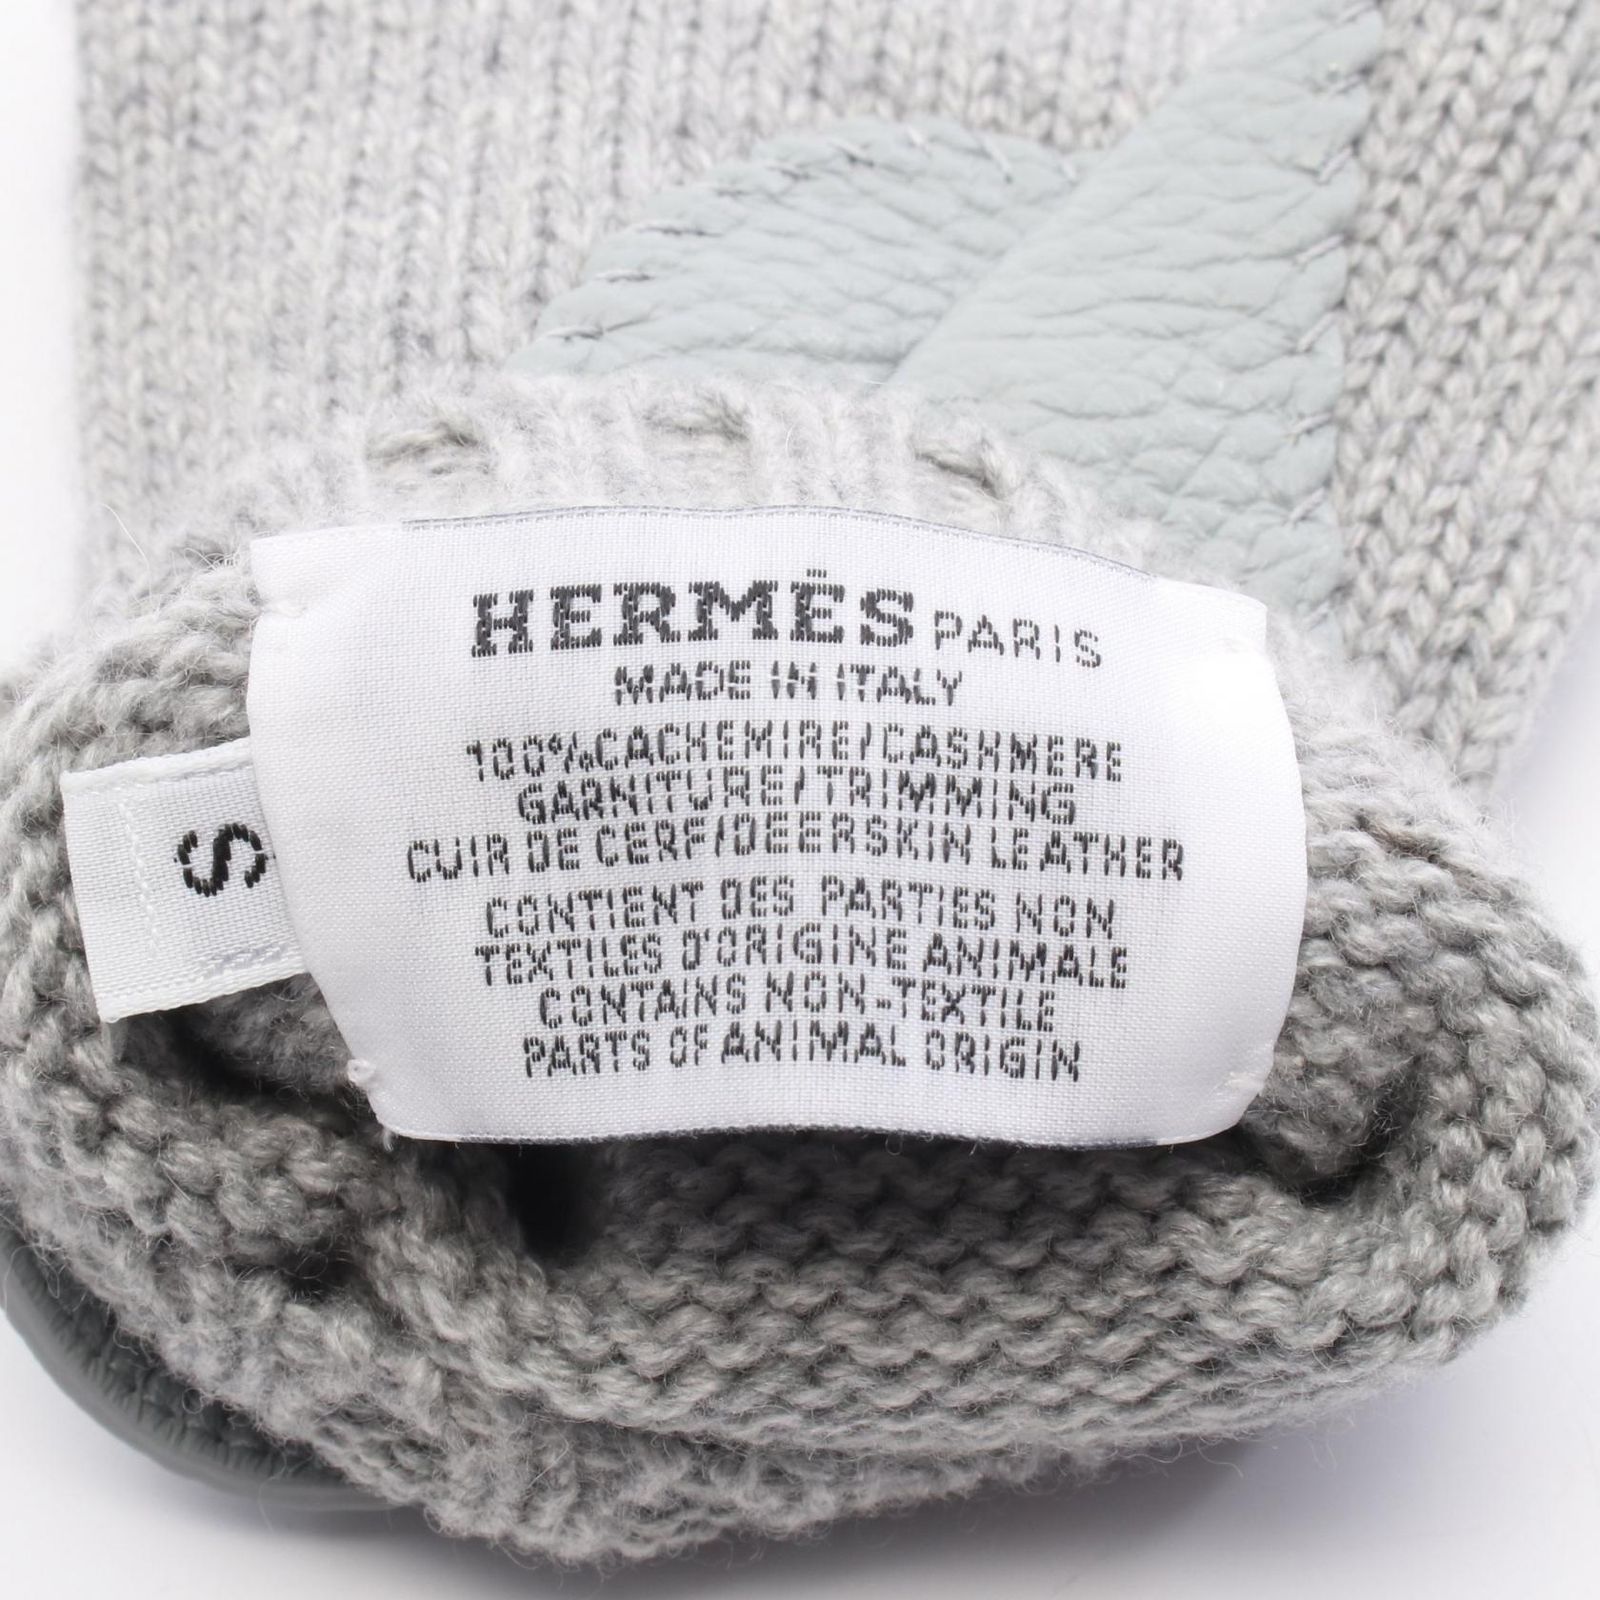 HERMÈS PARIS
MADE IN ITALY
100%CACHEMIRE/CASHMERE
GARNITURE/TRIMMING
CUIR DE CERF/DEERSKIN LEATHER
CONTIENT DES PARTIES NON
TEXTILES D'ORIGINE ANIMALE
CONTAINS NON-TEXTILE
PARTS OF ANIMAL ORIGIN
S